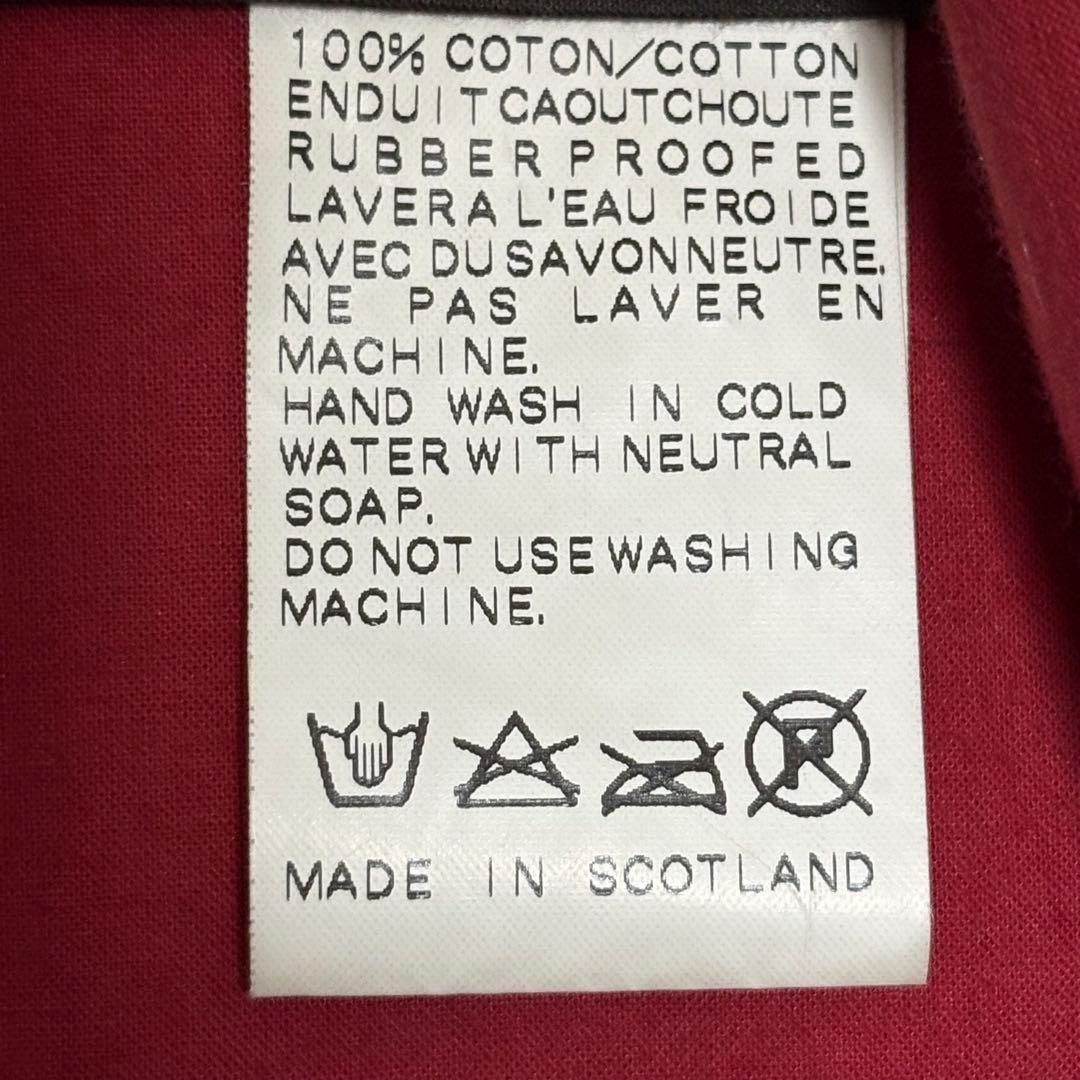 100% COTON/COTTON
ENDUIT CAOUTCHOUTE
RUBBER PROOFED
LAVER A L'EAU FROIDE
AVEC DU SAVON NEUTRE.
NE PAS LAVER EN
MACHINE.
HAND WASH IN COLD
WATER WITH NEUTRAL
SOAP.
DO NOT USE WASHING
MACHINE.
P
MADE IN SCOTLAND